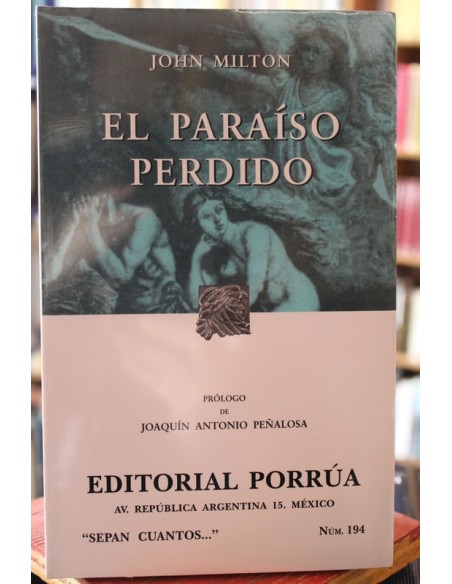 JOHN MILTON
EL PARAÍSO
PERDIDO
PRÓLOGO
DE
JOAQUÍN ANTONIO PEÑALOSA
EDITORIAL PORRÚA
AV. REPÚBLICA ARGENTINA 15. MÉXICO
“SEPAN CUANTOS...” NÚM. 194